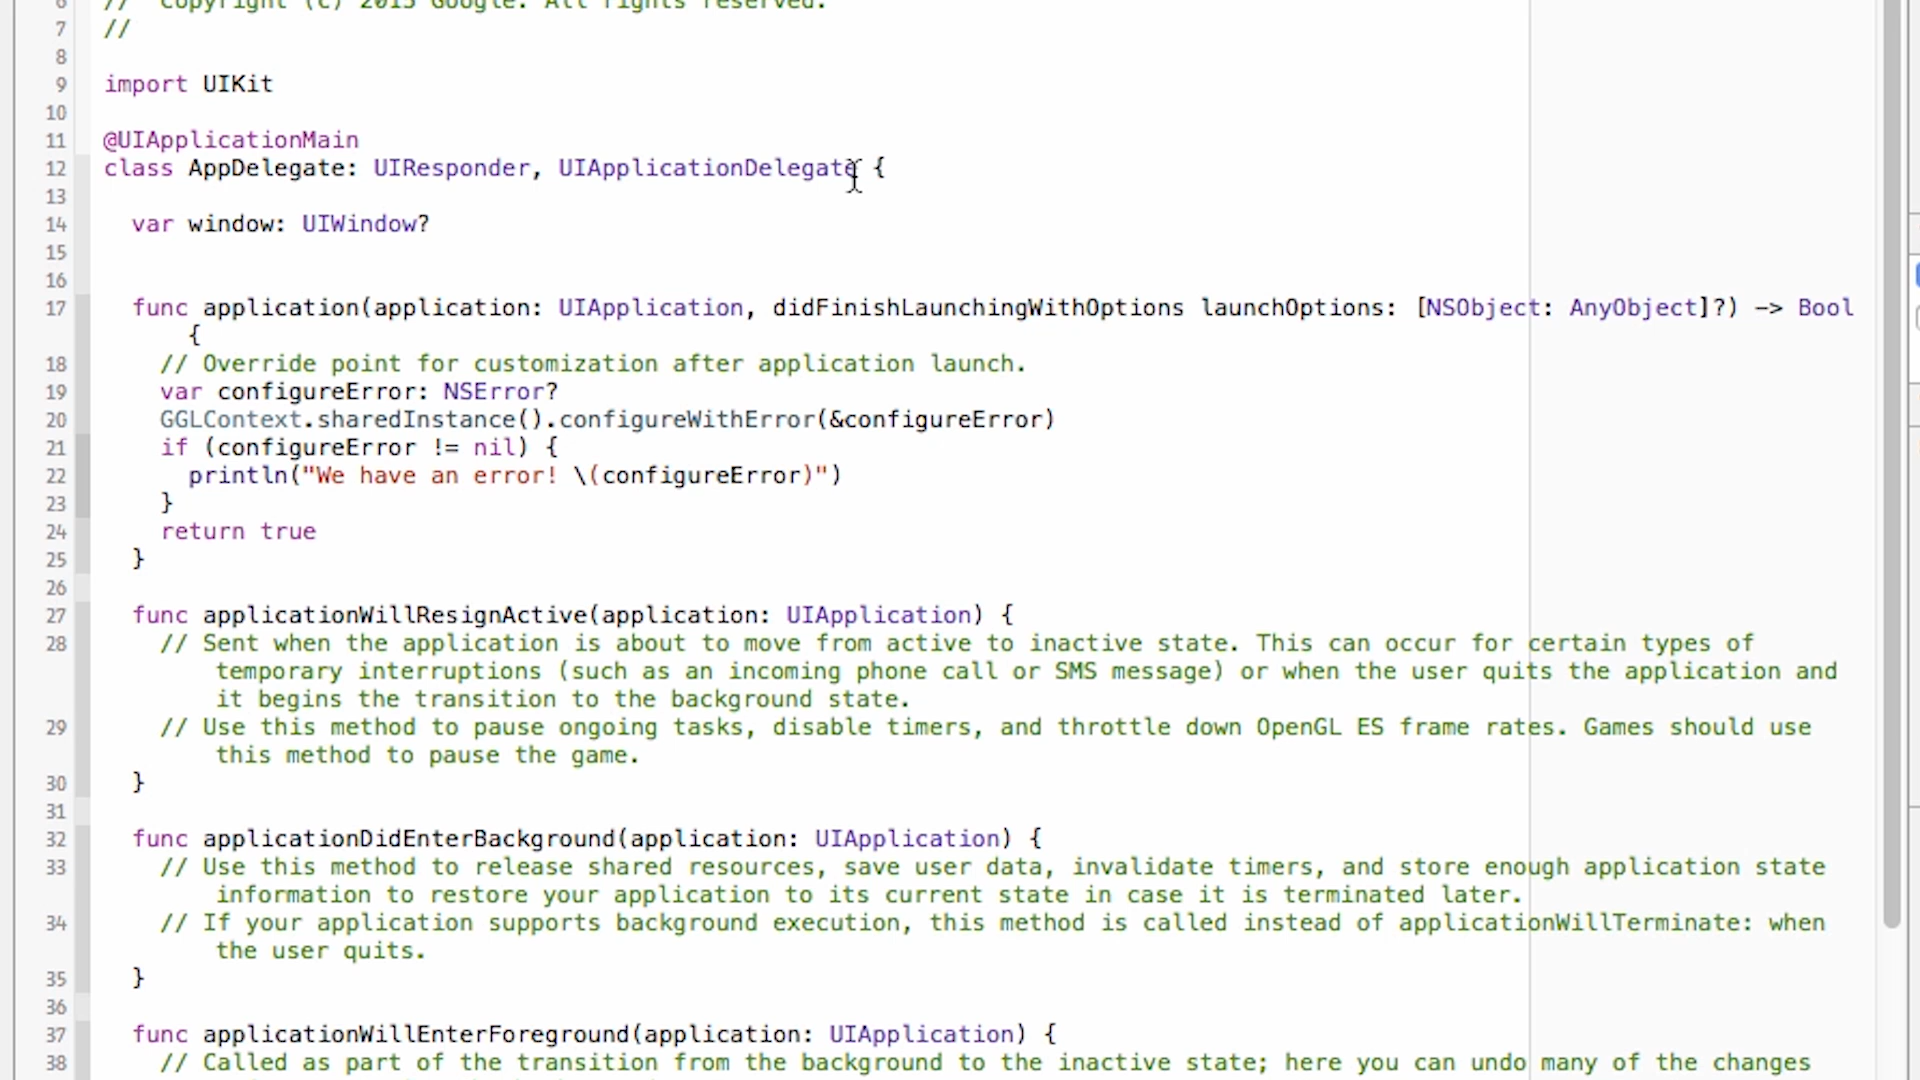 6 // Copyright (c) 2015 Google. All rights reserved.
7 //
8
9 import UIKit
10
11 @UIApplicationMain
12 class AppDelegate: UIResponder, UIApplicationDelegate {
13
14 var window: UIWindow?
15
16
17 func application(application: UIApplication, didFinishLaunchingWithOptions launchOptions: [NSObject: AnyObject]?) -> Bool
{
18 // Override point for customization after application launch.
19 var configureError: NSError?
20 GGLContext.sharedInstance().configureWithError(&configureError)
21 if (configureError != nil) {
22 println("We have an error! \(configureError)")
23 }
24 return true
25 }
26
27 func applicationWillResignActive(application: UIApplication) {
28 // Sent when the application is about to move from active to inactive state. This can occur for certain types of
temporary interruptions (such as an incoming phone call or SMS message) or when the user quits the application and
it begins the transition to the background state.
29 // Use this method to pause ongoing tasks, disable timers, and throttle down OpenGL ES frame rates. Games should use
this method to pause the game.
30 }
31
32 func applicationDidEnterBackground(application: UIApplication) {
33 // Use this method to release shared resources, save user data, invalidate timers, and store enough application state
information to restore your application to its current state in case it is terminated later.
34 // If your application supports background execution, this method is called instead of applicationWillTerminate: when
the user quits.
35 }
36
37 func applicationWillEnterForeground(application: UIApplication) {
38 // Called as part of the transition from the background to the inactive state; here you can undo many of the changes